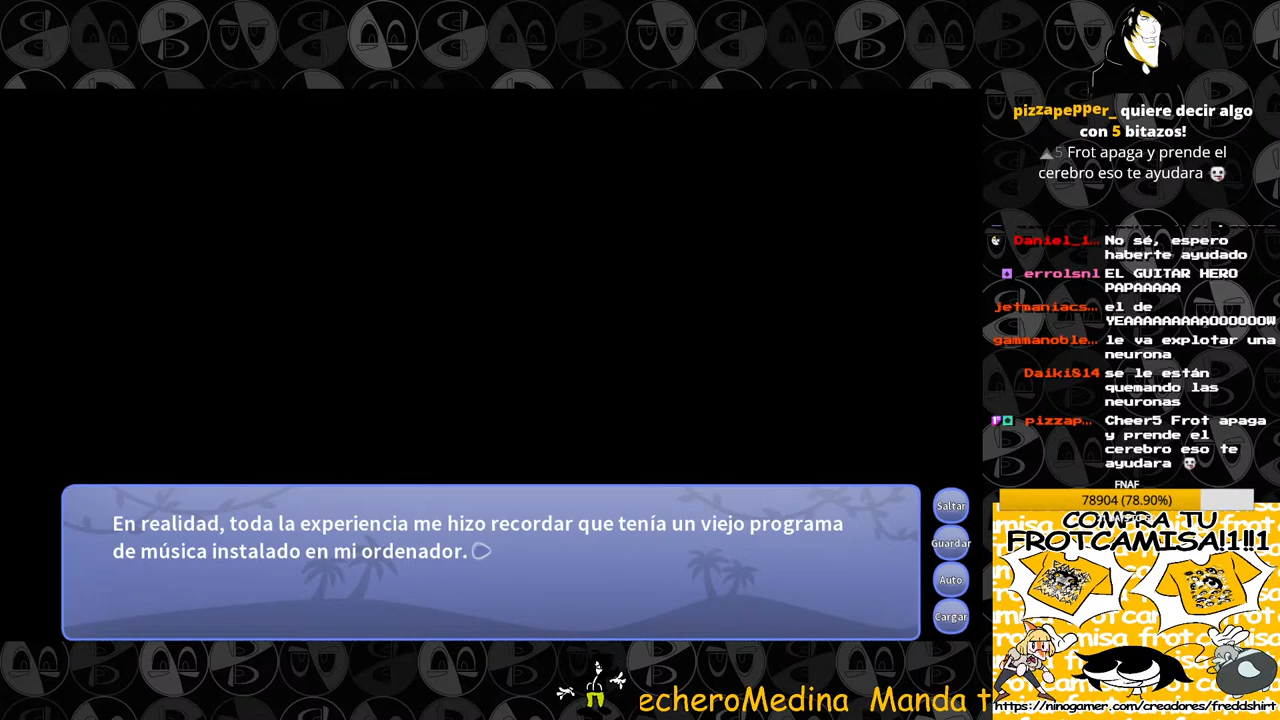 pizzapepper_ quiere decir algo
con 5 bitazos!
5 Frot apaga y prende el
cerebro eso te ayudara
Daniel_1… No sé, espero
haberte ayudado
errolsnl EL GUITAR HERO
PAPAAAAA
jetmaniacs… el de
YEAAAAAAAAAOOOOOOW
gammanoble… le va explotar una
neurona
Daiki814 se le están
quemando las
neuronas
pizzap… Cheer5 Frot apaga
y prende el
cerebro eso te
ayudara
FNAF
78904 (78.90%)
En realidad, toda la experiencia me hizo recordar que tenía un viejo programa
de música instalado en mi ordenador.
Saltar
Guardar
Auto
Cargar
COMPRA TU
FROTCAMISA!1!!1
https://ninogamer.com/creadores/freddshirt
echeroMedina Manda t